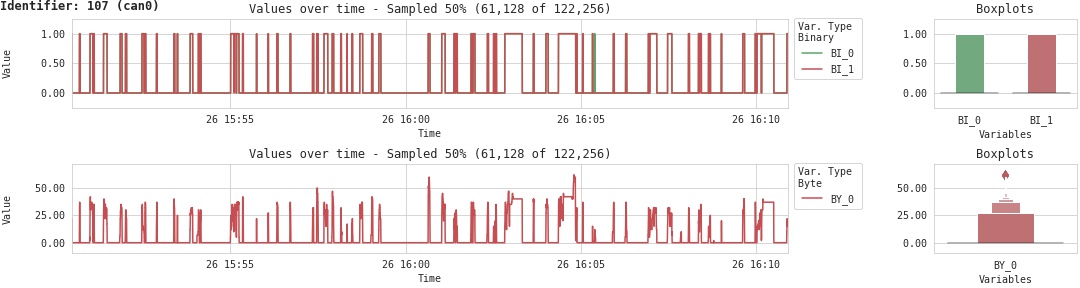 Identifier: 107 (can0)
Values over time - Sampled 50% (61,128 of 122,256)
Value
1.00
0.50
0.00
26 15:55
26 16:00
26 16:05
26 16:10
Time
Var. Type
Binary
BI_0
BI_1
Boxplots
1.00
0.50
0.00
BI_0
BI_1
Variables
Values over time - Sampled 50% (61,128 of 122,256)
Value
50.00
25.00
0.00
26 15:55
26 16:00
26 16:05
26 16:10
Time
Var. Type
Byte
BY_0
Boxplots
50.00
25.00
0.00
BY_0
Variables